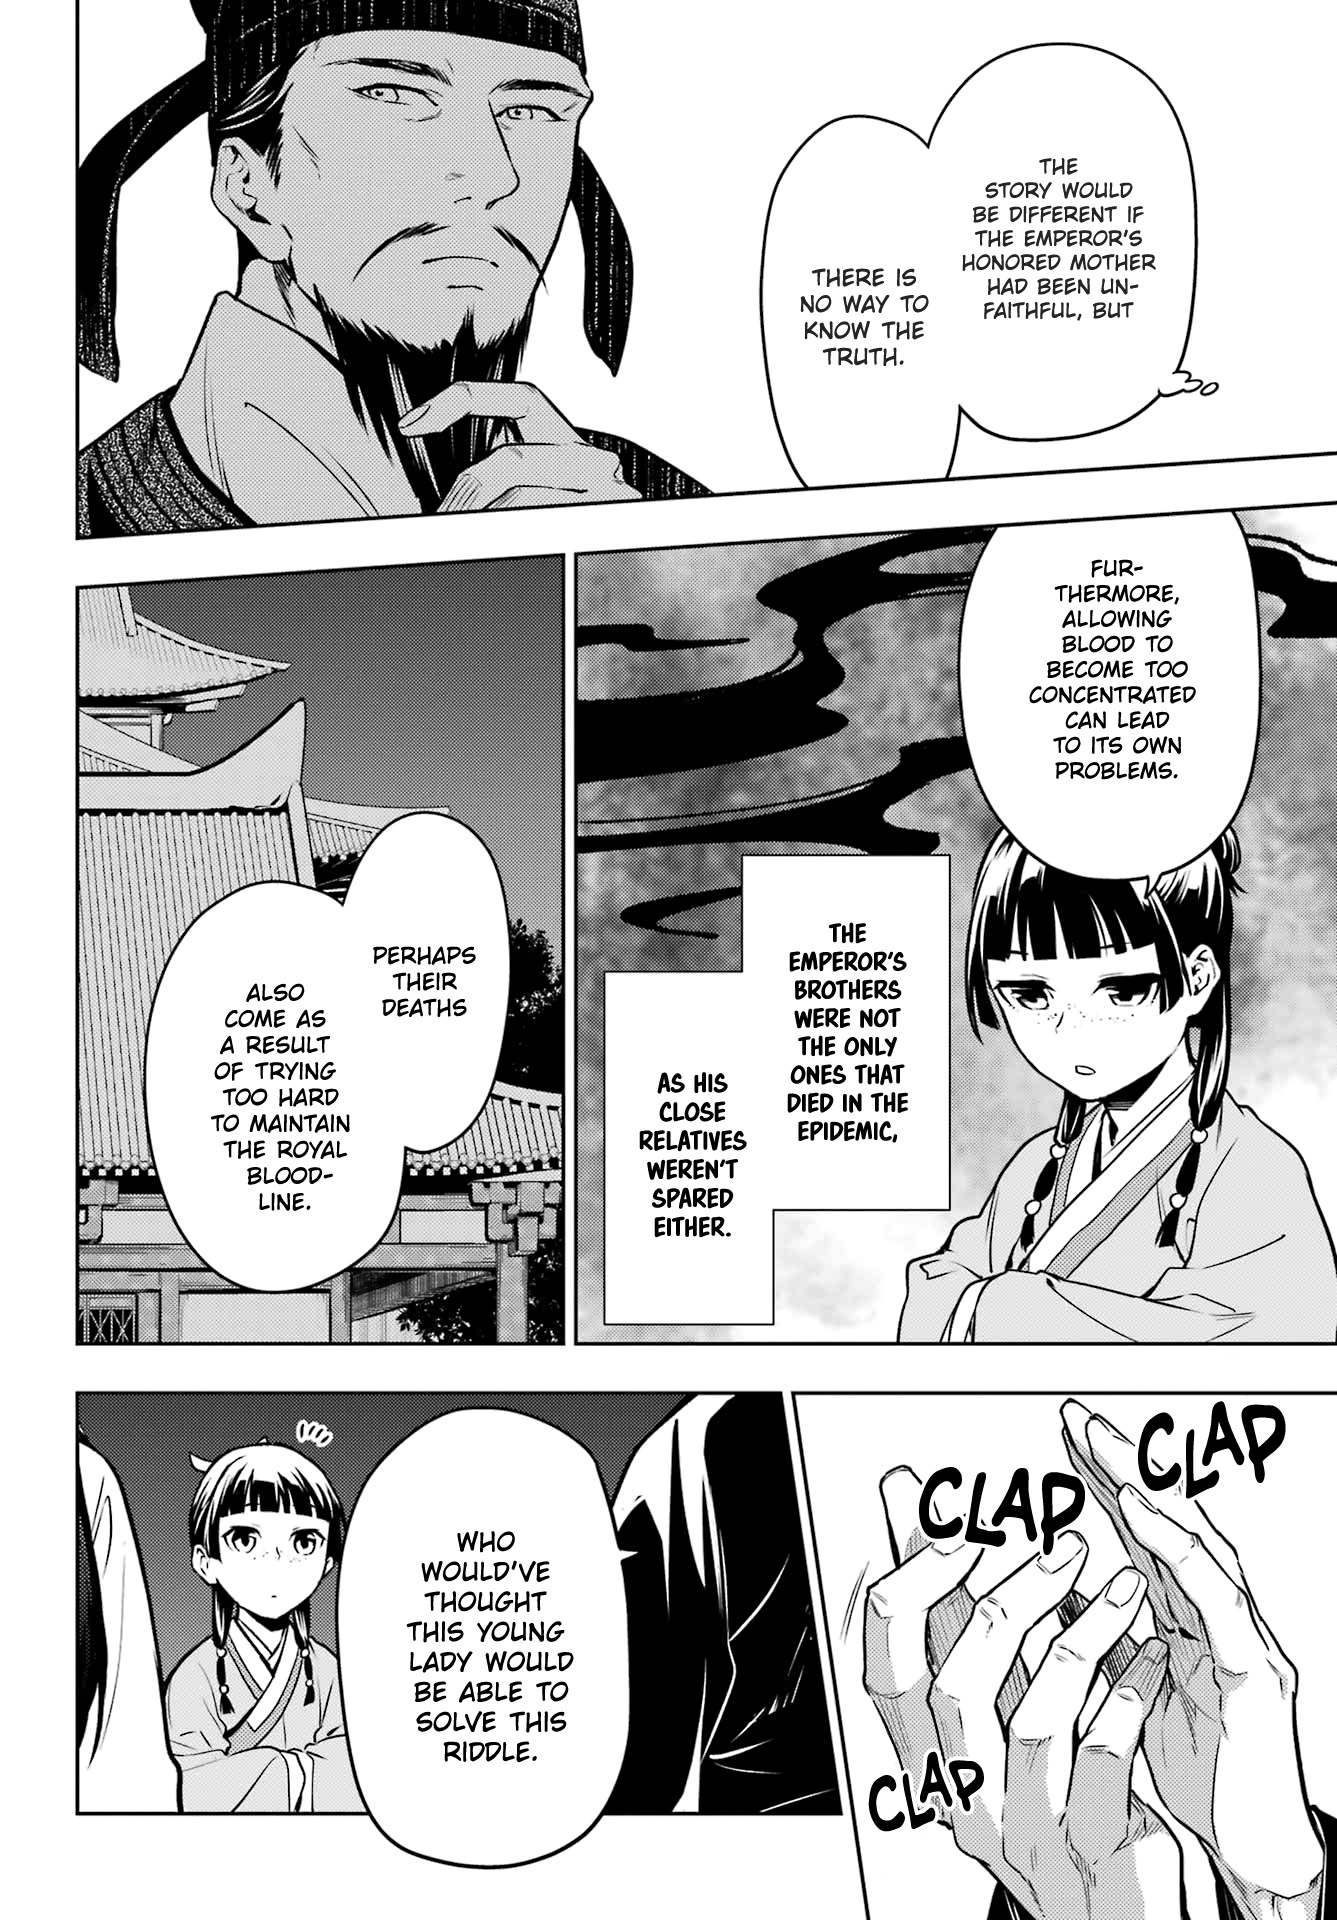 THE
STORY WOULD
BE DIFFERENT IF
THE EMPEROR'S
HONORED MOTHER
HAD BEEN UN-
FAITHFUL, BUT
THERE IS
NO WAY TO
KNOW THE
TRUTH.
FUR-
THERMORE,
ALLOWING
BLOOD TO
BECOME TOO
CONCENTRATED
CAN LEAD
TO ITS OWN
PROBLEMS.
THE
EMPEROR'S
BROTHERS
WERE NOT
THE ONLY
ONES THAT
DIED IN THE
EPIDEMIC,
AS HIS
CLOSE
RELATIVES
WEREN'T
SPARED
EITHER.
PERHAPS
THEIR
DEATHS
ALSO
COME AS
A RESULT
OF TRYING
TOO HARD
TO MAINTAIN
THE ROYAL
BLOOD-
LINE.
CLAP
CLAP
CLAP
WHO
WOULD'VE
THOUGHT
THIS YOUNG
LADY WOULD
BE ABLE TO
SOLVE THIS
RIDDLE.